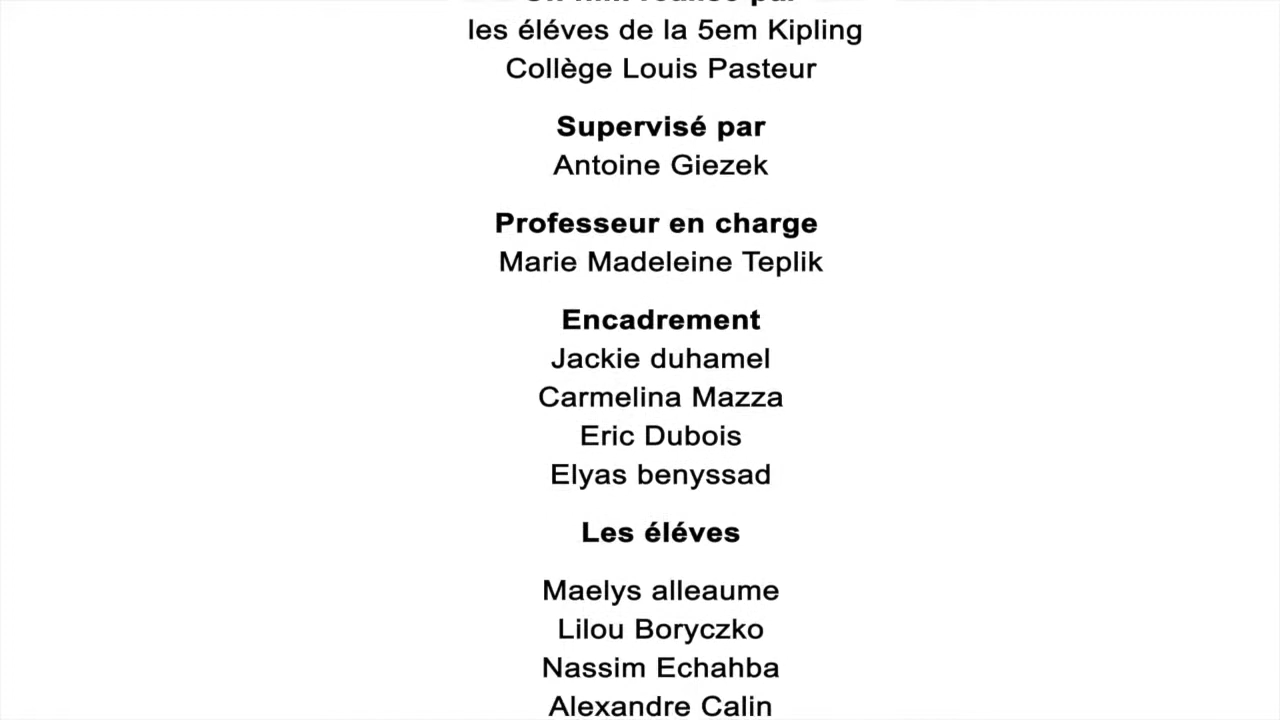 les éléves de la 5em Kipling
Collège Louis Pasteur
Supervisé par
Antoine Giezek
Professeur en charge
Marie Madeleine Teplik
Encadrement
Jackie duhamel
Carmelina Mazza
Eric Dubois
Elyas benyssad
Les éléves
Maelys alleaume
Lilou Boryczko
Nassim Echahba
Alexandre Calin